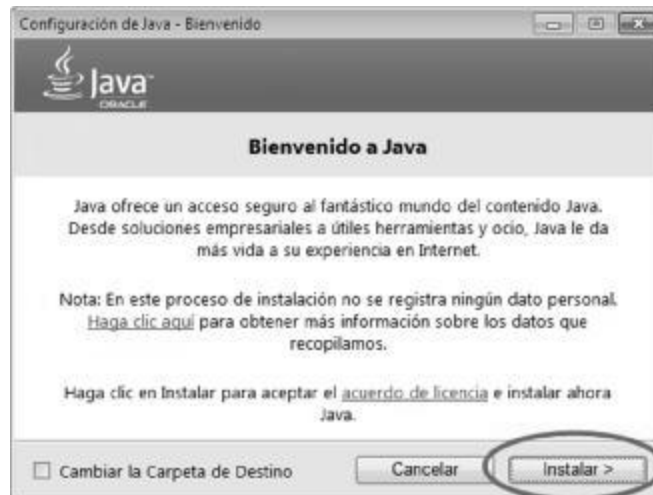 Configuración de Java - Bienvenido
Java
ORACLE
Bienvenido a Java
Java ofrece un acceso seguro al fantástico mundo del contenido Java.
Desde soluciones empresariales a útiles herramientas y ocio, Java le da
más vida a su experiencia en Internet.
Nota: En este proceso de instalación no se registra ningún dato personal.
Haga clic aquí para obtener más información sobre los datos que
recopilamos.
Haga clic en Instalar para aceptar el acuerdo de licencia e instalar ahora
Java.
Cambiar la Carpeta de Destino
Cancelar
Instalar >